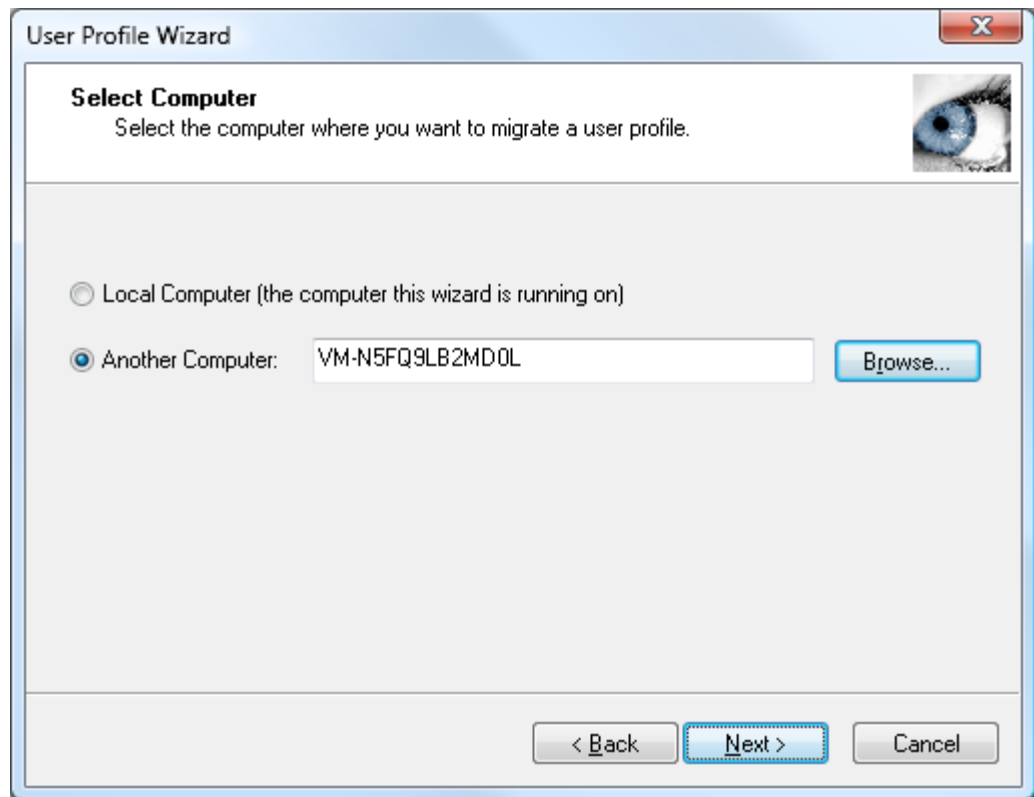 User Profile Wizard
Select Computer
Select the computer where you want to migrate a user profile.
Local Computer (the computer this wizard is running on)
Another Computer: VM-N5FQ9LB2MD0L Browse...
< Back Next > Cancel